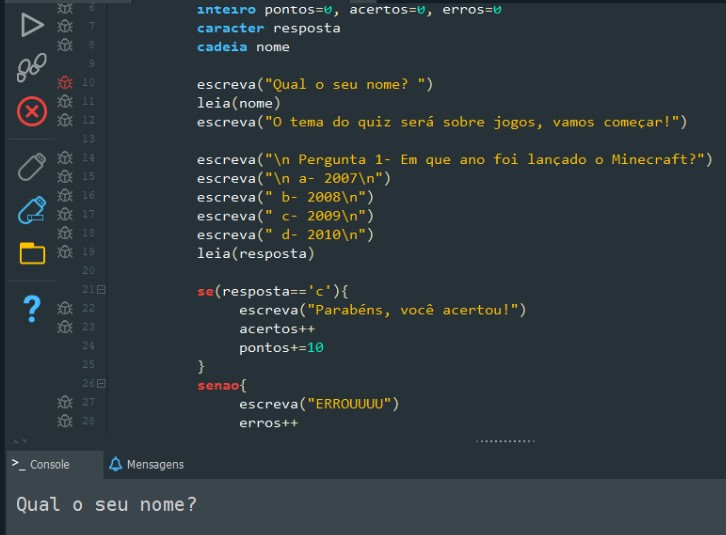 6 inteiro pontos=0, acertos=0, erros=0
7 caracter resposta
8 cadeia nome
9
10 escreva("Qual o seu nome? ")
11 leia(nome)
12 escreva("O tema do quiz será sobre jogos, vamos começar!")
13
14 escreva("\n Pergunta 1- Em que ano foi lançado o Minecraft?")
15 escreva("\n a- 2007\n")
16 escreva(" b- 2008\n")
17 escreva(" c- 2009\n")
18 escreva(" d- 2010\n")
19 leia(resposta)
20
21 se(resposta=='c'){
22 escreva("Parabéns, você acertou!")
23 acertos++
24 pontos+=10
25 }
26 senao{
27 escreva("ERROUUUU")
28 erros++
>_ Console Mensagens
Qual o seu nome?